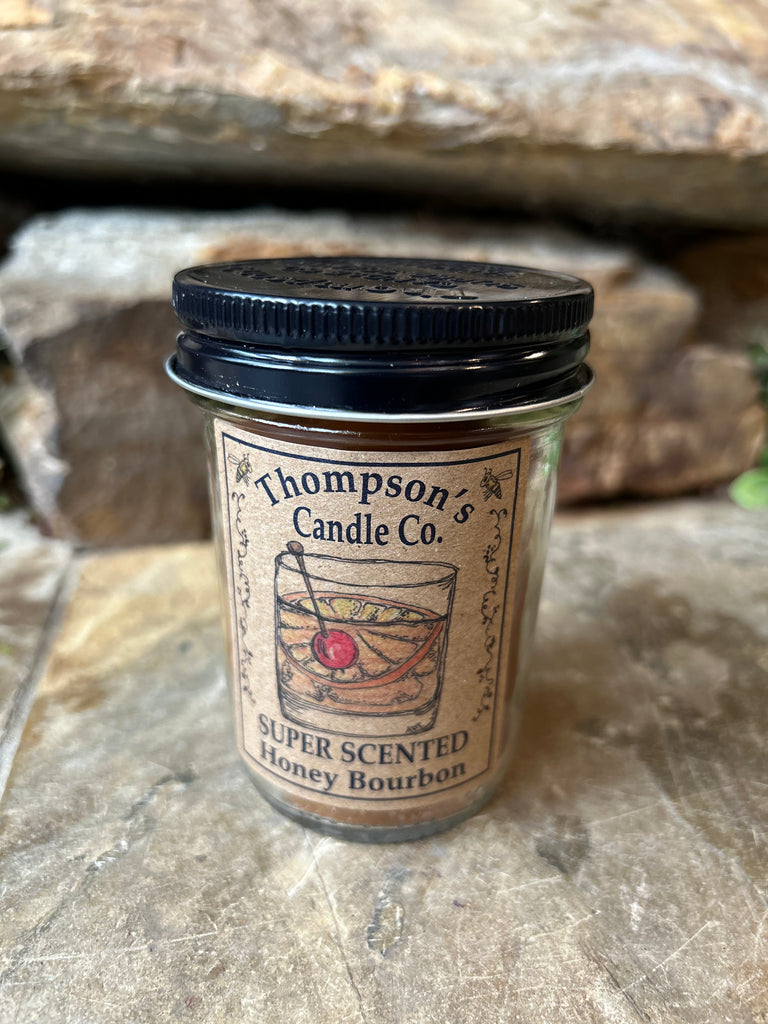 Thompson's
Candle Co.
SUPER SCENTED
Honey Bourbon